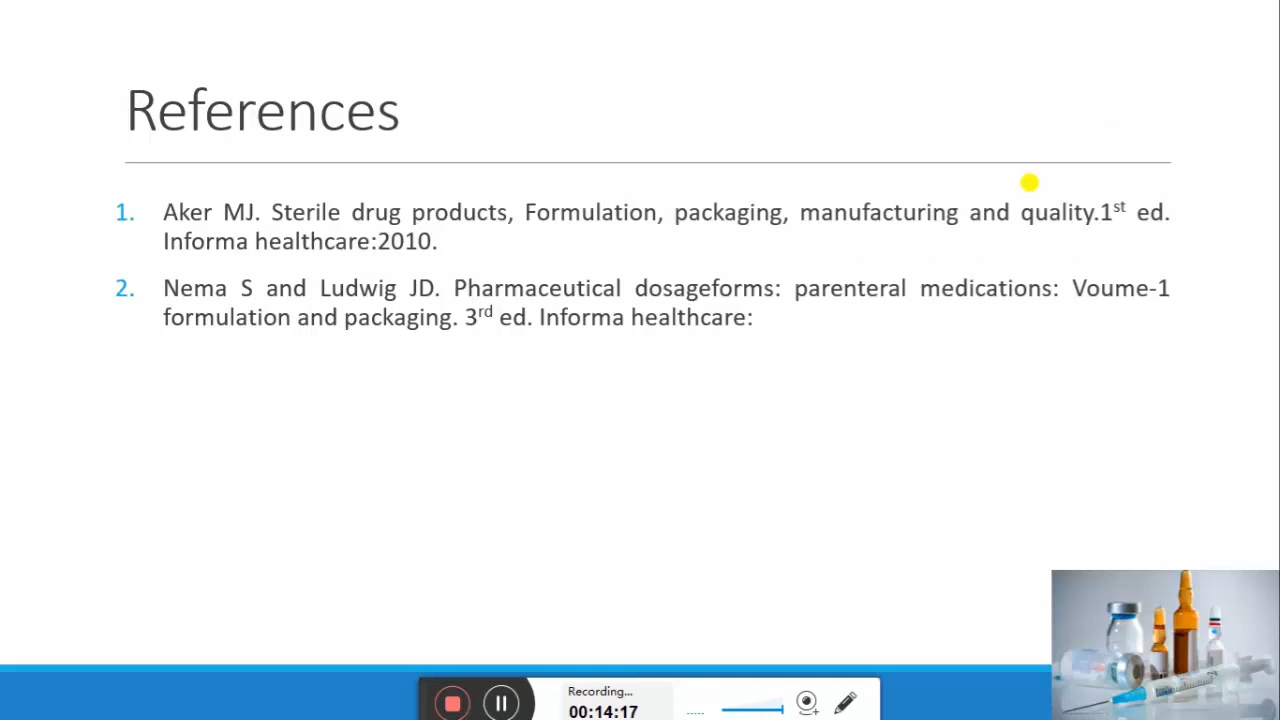 References
1. Aker MJ. Sterile drug products, Formulation, packaging, manufacturing and quality.1st ed.
Informa healthcare:2010.
2. Nema S and Ludwig JD. Pharmaceutical dosageforms: parenteral medications: Voume-1
formulation and packaging. 3rd ed. Informa healthcare:
Recording...
00:14:17